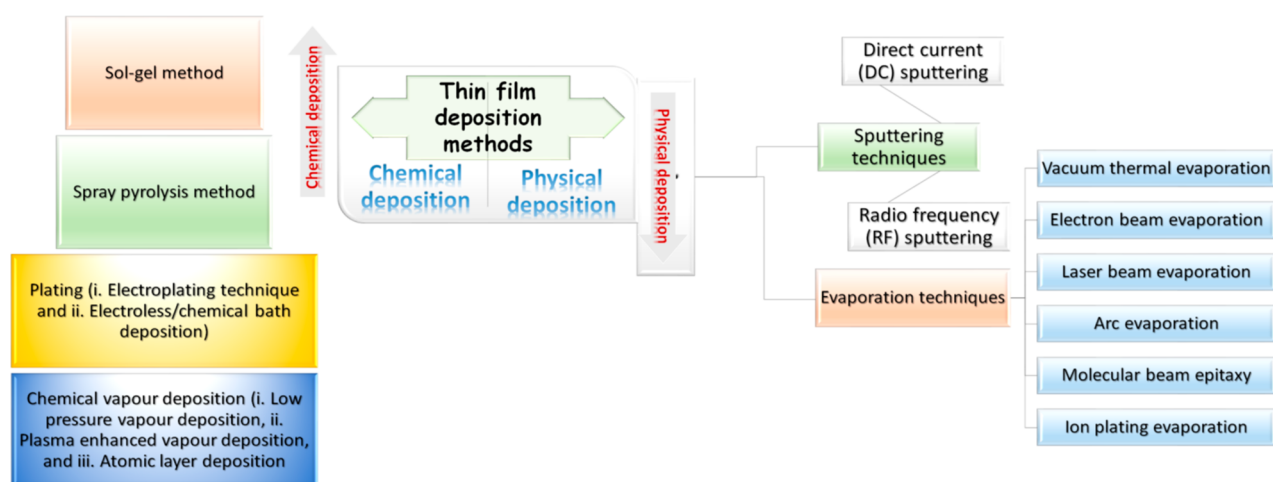 Sol-gel method
Spray pyrolysis method
Plating (i. Electroplating technique
and ii. Electroless/chemical bath
deposition)
Chemical vapour deposition (i. Low
pressure vapour deposition, ii.
Plasma enhanced vapour deposition,
and iii. Atomic layer deposition
Chemical deposition
Thin film
deposition
methods
Chemical
deposition
Physical
deposition
Physical deposition
Direct current
(DC) sputtering
Sputtering
techniques
Radio frequency
(RF) sputtering
Evaporation techniques
Vacuum thermal evaporation
Electron beam evaporation
Laser beam evaporation
Arc evaporation
Molecular beam epitaxy
Ion plating evaporation